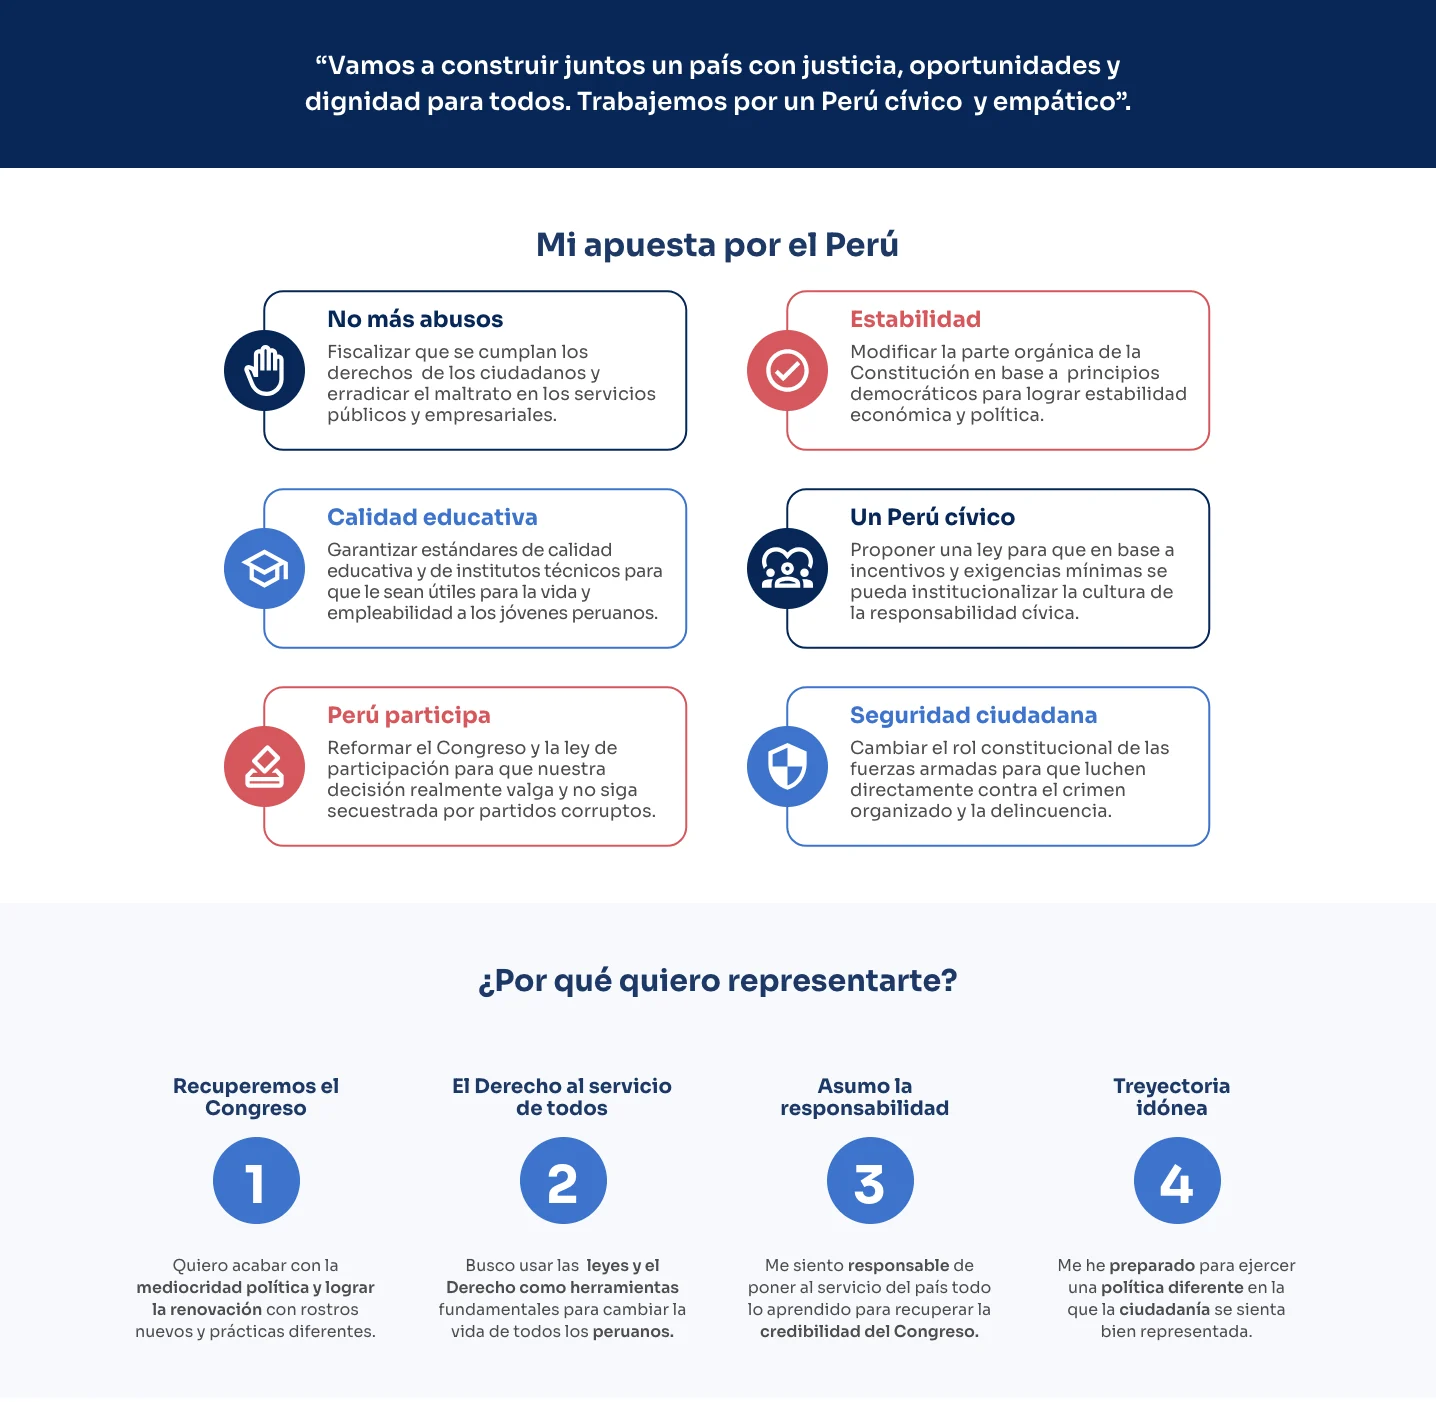 “Vamos a construir juntos un país con justicia, oportunidades y
dignidad para todos. Trabajemos por un Perú cívico  y empático”.
Mi apuesta por el Perú
No más abusos
Fiscalizar que se cumplan los
derechos  de los ciudadanos y
erradicar el maltrato en los servicios
públicos y empresariales.
Estabilidad
Modificar la parte orgánica de la
Constitución en base a  principios
democráticos para lograr estabilidad
económica y política.
Calidad educativa
Garantizar estándares de calidad
educativa y de institutos técnicos para
que le sean útiles para la vida y
empleabilidad a los jóvenes peruanos.
Un Perú cívico
Proponer una ley para que en base a
incentivos y exigencias mínimas se
pueda institucionalizar la cultura de
la responsabilidad cívica.
Perú participa
Reformar el Congreso y la ley de
participación para que nuestra
decisión realmente valga y no siga
secuestrada por partidos corruptos.
Seguridad ciudadana
Cambiar el rol constitucional de las
fuerzas armadas para que luchen
directamente contra el crimen
organizado y la delincuencia.
¿Por qué quiero representarte?
Recuperemos el
Congreso
1
Quiero acabar con la
mediocridad política y lograr
la renovación con rostros
nuevos y prácticas diferentes.
El Derecho al servicio
de todos
2
Busco usar las  leyes y el
Derecho como herramientas
fundamentales para cambiar la
vida de todos los peruanos.
Asumo la
responsabilidad
3
Me siento responsable de
poner al servicio del país todo
lo aprendido para recuperar la
credibilidad del Congreso.
Treyectoria
idónea
4
Me he preparado para ejercer
una política diferente en la
que la ciudadanía se sienta
bien representada.